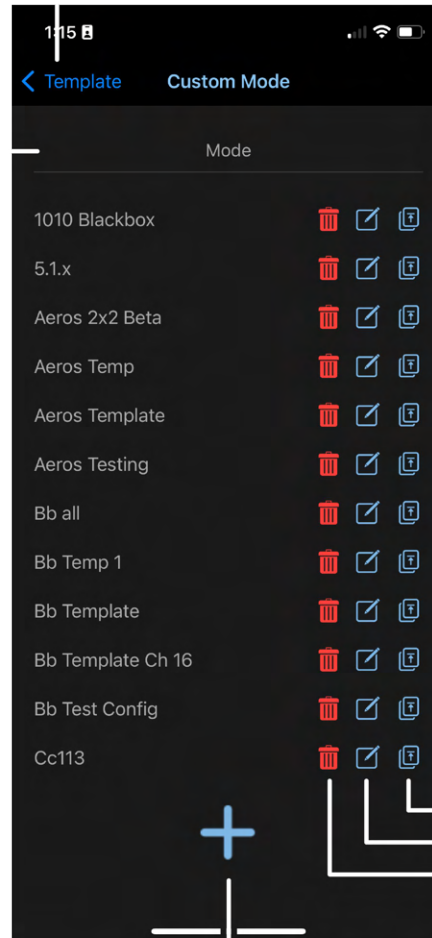 1:15
Template Custom Mode
Mode
1010 Blackbox
5.1.x
Aeros 2x2 Beta
Aeros Temp
Aeros Template
Aeros Testing
Bb all
Bb Temp 1
Bb Template
Bb Template Ch 16
Bb Test Config
Cc113